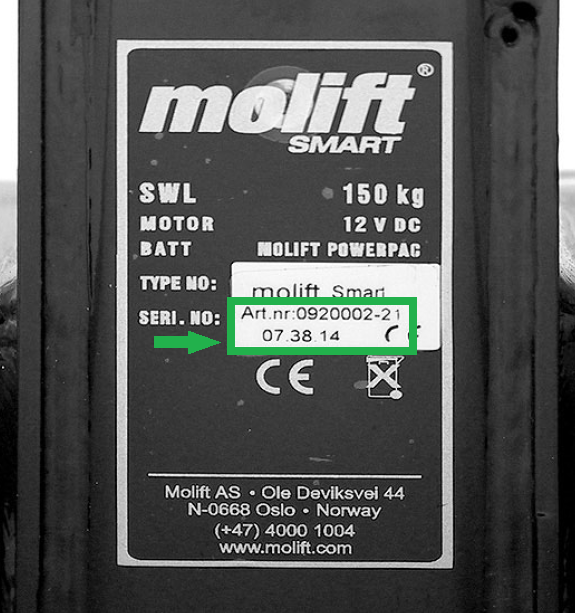 molift®
SMART
SWL 150 kg
MOTOR 12 V DC
BATT MOLIFT POWERPAC
TYPE NO: molift Smart
SERI. NO: Art.nr:0920002-21
07.38.14 CE
CE
Molift AS • Ole Deviksvei 44
N-0668 Oslo • Norway
(+47) 4000 1004
www.molift.com